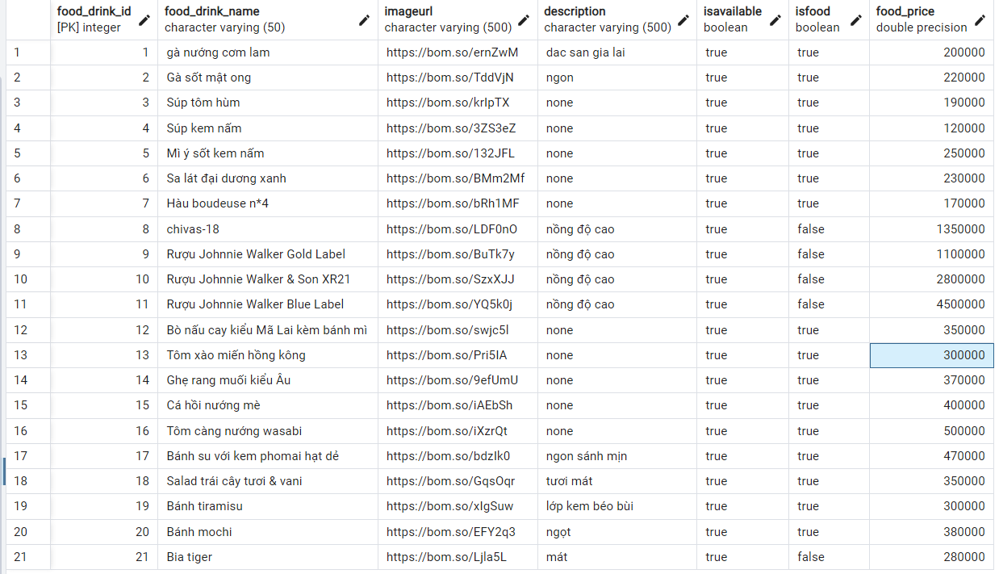 food_drink_id food_drink_name imageurl description isavailable isfood food_price
[PK] integer character varying (50) character varying (500) character varying (500) boolean boolean double precision
1 1 gà nướng cơm lam https://bom.so/ernZwM dac san gia lai true true 200000
2 2 Gà sốt mật ong https://bom.so/TddVjN ngon true true 220000
3 3 Súp tôm hùm https://bom.so/krIpTX none true true 190000
4 4 Súp kem nấm https://bom.so/3ZS3eZ none true true 120000
5 5 Mì ý sốt kem nấm https://bom.so/132JFL none true true 250000
6 6 Sa lát đại dương xanh https://bom.so/BMm2Mf none true true 230000
7 7 Hàu boudeuse n*4 https://bom.so/bRh1MF none true true 170000
8 8 chivas-18 https://bom.so/LDF0nO nồng độ cao true false 1350000
9 9 Rượu Johnnie Walker Gold Label https://bom.so/BuTk7y nồng độ cao true false 1100000
10 10 Rượu Johnnie Walker & Son XR21 https://bom.so/SzxXJJ nồng độ cao true false 2800000
11 11 Rượu Johnnie Walker Blue Label https://bom.so/YQ5k0j nồng độ cao true false 4500000
12 12 Bò nấu cay kiểu Mã Lai kèm bánh mì https://bom.so/swjc5l none true true 350000
13 13 Tôm xào miến hồng kông https://bom.so/Pri5IA none true true 300000
14 14 Ghẹ rang muối kiểu Âu https://bom.so/9efUmU none true true 370000
15 15 Cá hồi nướng mè https://bom.so/iAEbSh none true true 400000
16 16 Tôm càng nướng wasabi https://bom.so/iXzrQt none true true 500000
17 17 Bánh su với kem phomai hạt dẻ https://bom.so/bdzIk0 ngon sánh mịn true true 470000
18 18 Salad trái cây tươi & vani https://bom.so/GqsOqr tươi mát true true 350000
19 19 Bánh tiramisu https://bom.so/xIgSuw lớp kem béo bùi true true 300000
20 20 Bánh mochi https://bom.so/EFY2q3 ngọt true true 380000
21 21 Bia tiger https://bom.so/Ljla5L mát true false 280000